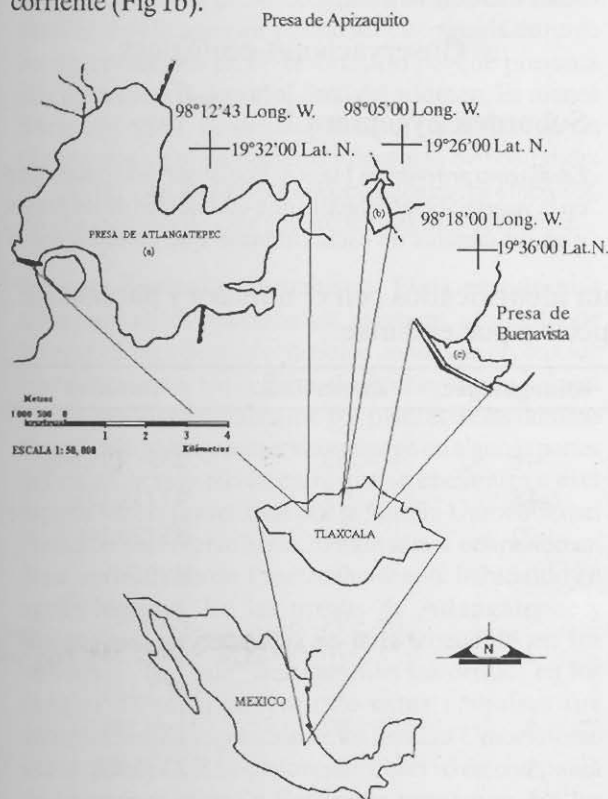 corriente (Fig 1b).
Presa de Apizaquito
98°12'43 Long. W.
19°32'00 Lat. N.
98°05'00 Long. W.
19°26'00 Lat. N.
98°18'00 Long. W.
19°36'00 Lat.N.
PRESA DE ATLANGATEPEC
(a)
(b)
Presa de
Buenavista
(c)
Metros
1000 500 0
1 2 3 4
ESCALA 1:50,000 Kilómetros
TLAXCALA
N
MEXICO